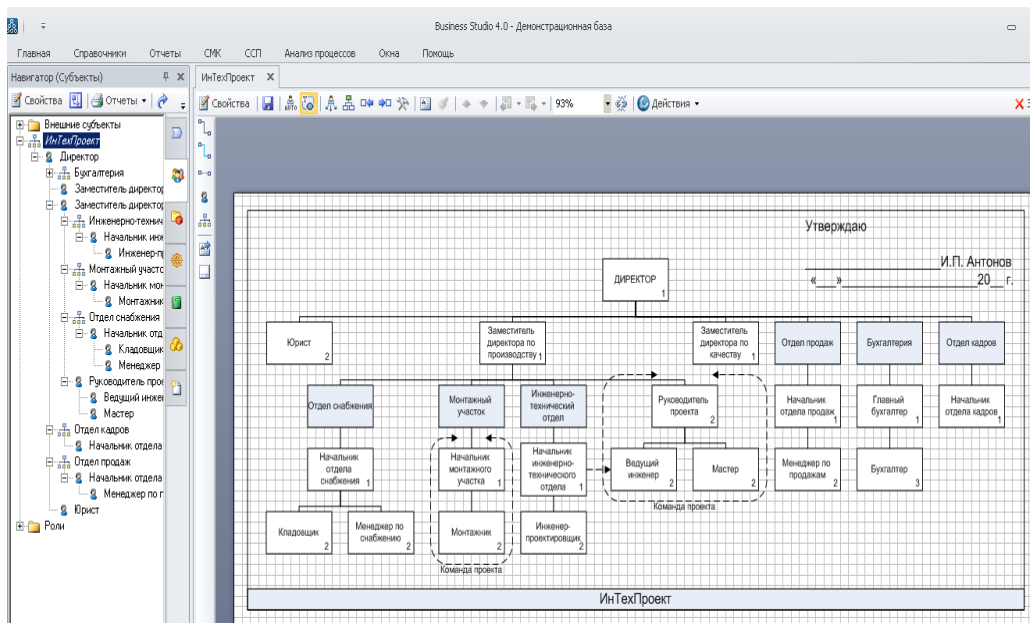 Business Studio 4.0 - Демонстрационная база
Главная Справочники Отчеты СМК ССП Анализ процессов Окна Помощь
Навигатор (Субъекты)
ИнТехПроект
Свойства Отчеты
Свойства 93% Действия
Внешние субъекты
ИнТехПроект
Директор
Бухгалтерия
Заместитель директор
Заместитель директор
Инженерно-технич
Начальник инж
Инженер-п
Монтажный участо
Начальник мон
Монтажник
Отдел снабжения
Начальник отд
Кладовщик
Менеджер
Руководитель прое
Ведущий инже
Мастер
Отдел кадров
Начальник отдела
Отдел продаж
Начальник отдела
Менеджер по п
Юрист
Роли
Утверждаю
И.П. Антонов
«___»____________________20__ г.
ДИРЕКТОР
1
Юрист
2
Заместитель
директора по
производству 1
Заместитель
директора по
качеству 1
Отдел продаж
Бухгалтерия
Отдел кадров
Отдел снабжения
Монтажный
участок
Инженерно-
технический
отдел
Руководитель
проекта
2
Начальник
отдела продаж
1
Главный
бухгалтер
1
Начальник
отдела кадров
1
Начальник
отдела
снабжения 1
Начальник
монтажного
участка 1
Начальник
инженерно-
технического
отдела 1
Ведущий
инженер
2
Мастер
2
Менеджер по
продажам
2
Бухгалтер
3
Команда проекта
Кладовщик
2
Менеджер по
снабжению
2
Монтажник
2
Инженер-
проектировщик
2
Команда проекта
ИнТехПроект